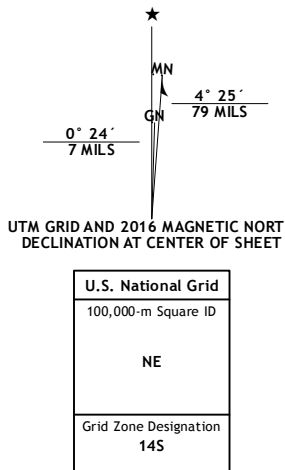 MN
GN
4° 25´
79 MILS
0° 24´
7 MILS
UTM GRID AND 2016 MAGNETIC NORT
DECLINATION AT CENTER OF SHEET
U.S. National Grid
100,000-m Square ID
NE
Grid Zone Designation
14S